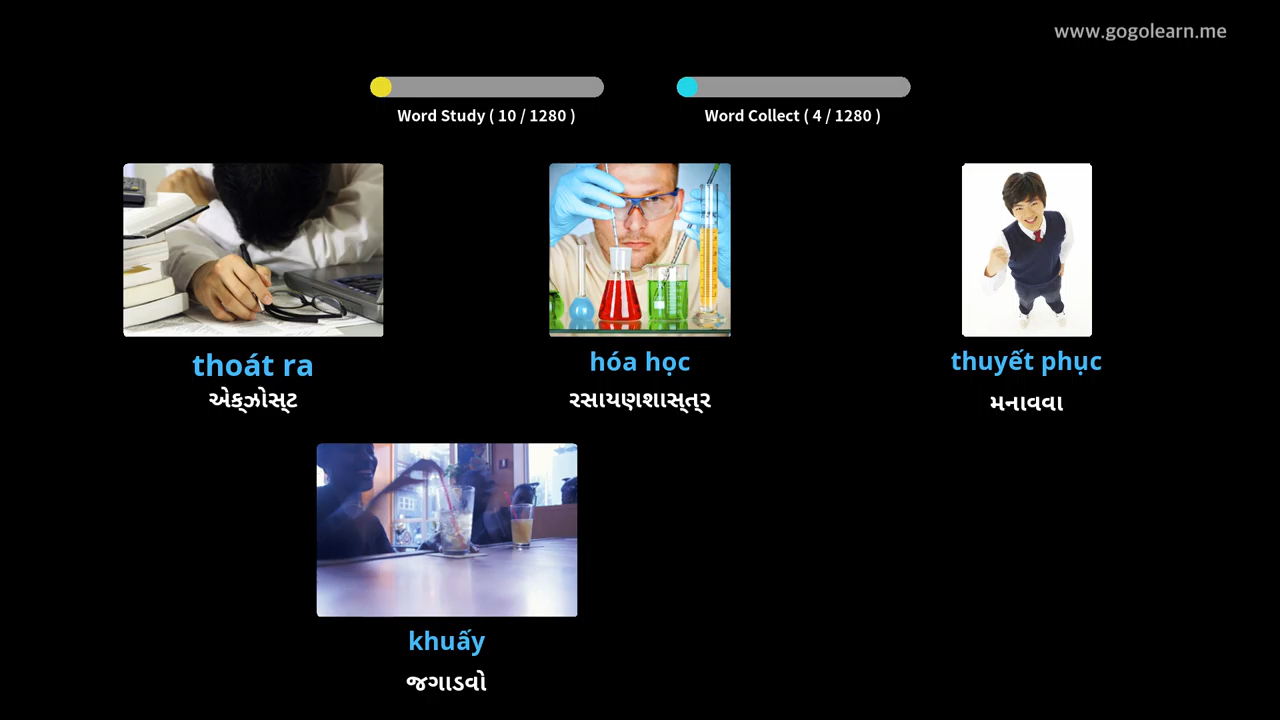 www.gogolearn.me
Word Study ( 10 / 1280 )
Word Collect ( 4 / 1280 )
thoát ra
એક્ઝોસ્ટ
hóa học
રસાયણશાસ્ત્ર
thuyết phục
મનાવવા
khuấy
જગાડવો